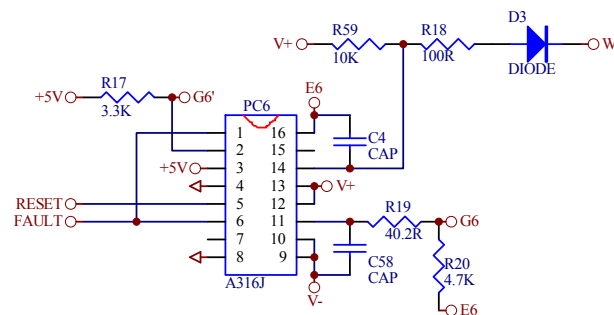 D3
V+ R59 R18 W
10K 100R DIODE
R17 E6
+5V G6'
3.3K PC6
1 16 C4
2 15 CAP
+5V 3 14
4 13 V+
RESET 5 12 R19
FAULT 6 11 G6
40.2R
7 10 C58 R20
8 9 CAP 4.7K
A316J V- E6